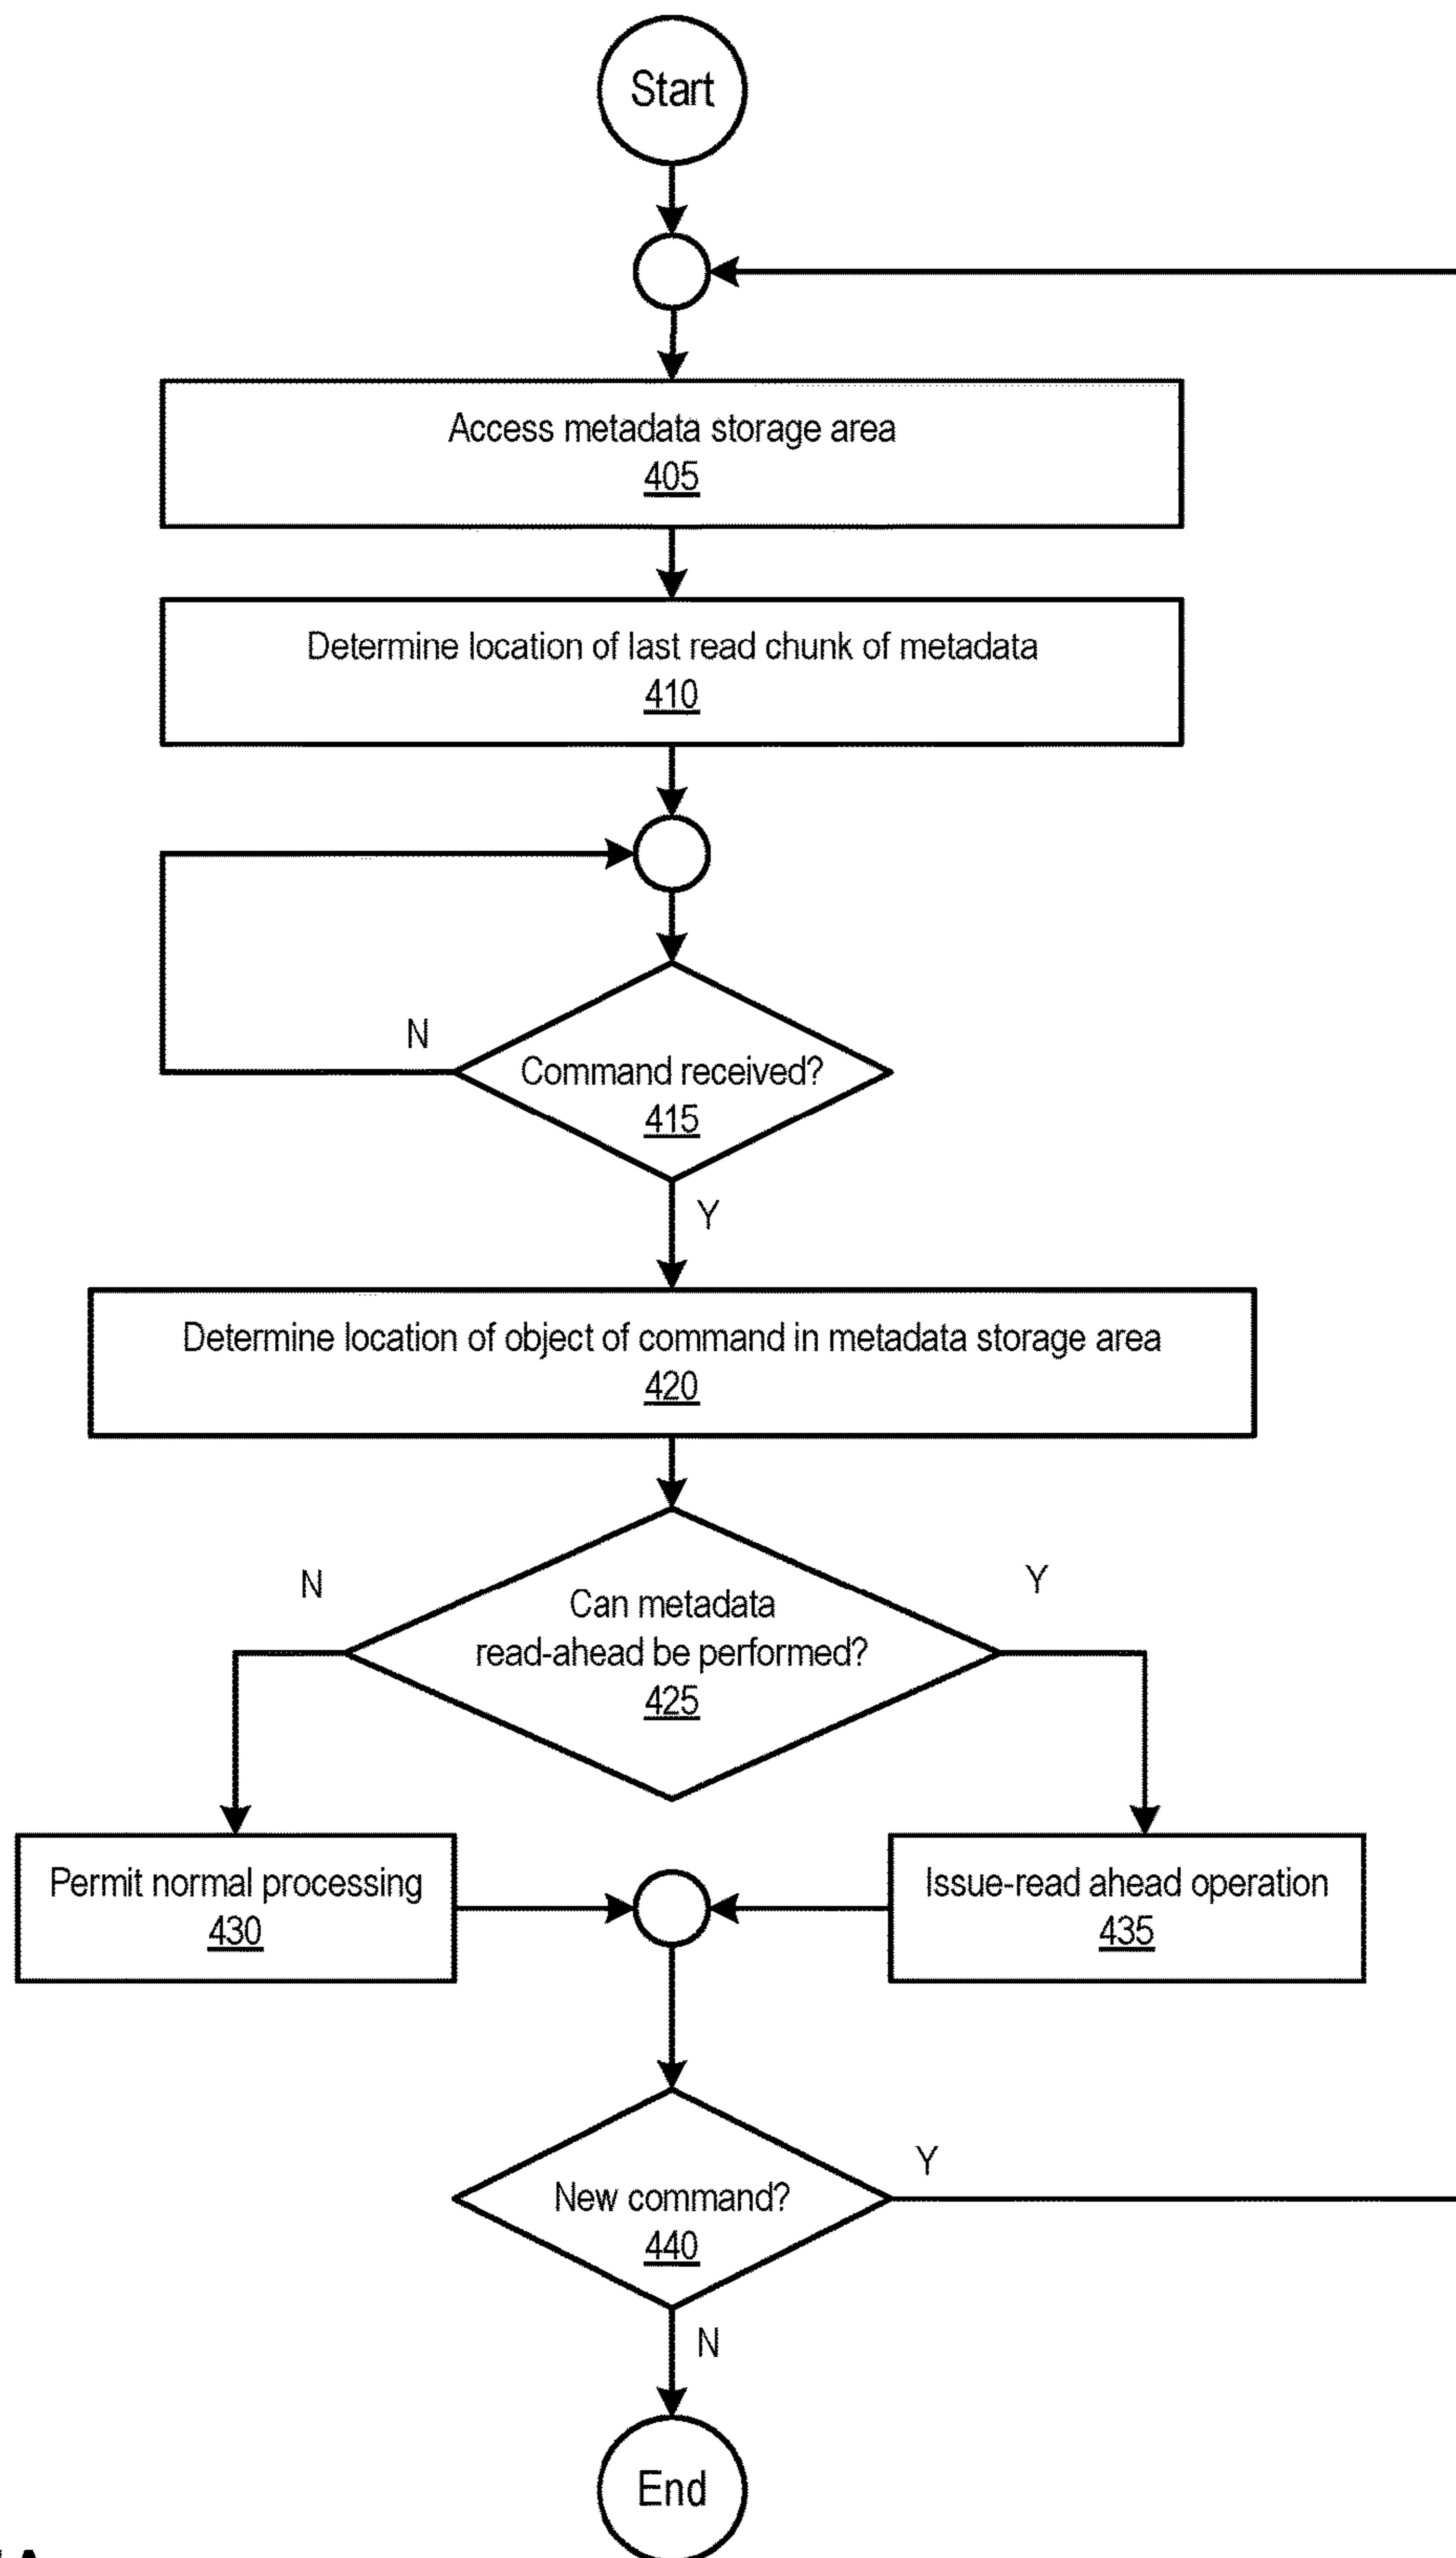 Start
Access metadata storage area
405
Determine location of last read chunk of metadata
410
N
Command received?
415
Y
Determine location of object of command in metadata storage area
420
N
Y
Can metadata
read-ahead be performed?
425
Permit normal processing
430
Issue-read ahead operation
435
Y
New command?
440
N
End